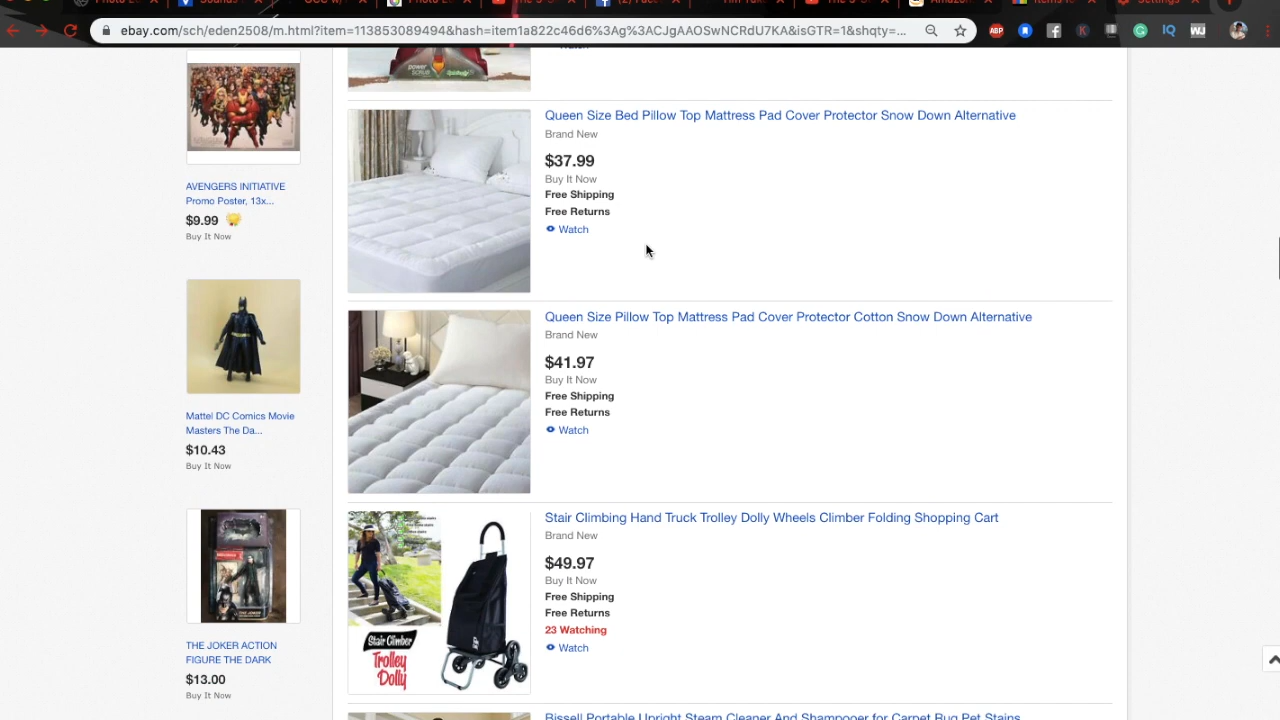 ebay.com/sch/eden2508/m.html?item=113853089494&hash=item1a822c46d6%3Ag%3ACJgAAOSwNCRdU7KA&isGTR=1&shqty=...
ABP
K
IQ
WJ
AVENGERS INITIATIVE
Promo Poster, 13x...
$9.99
Buy It Now
Mattel DC Comics Movie
Masters The Da...
$10.43
Buy It Now
THE JOKER ACTION
FIGURE THE DARK
$13.00
Buy It Now
power
SCRUB
Queen Size Bed Pillow Top Mattress Pad Cover Protector Snow Down Alternative
Brand New
$37.99
Buy It Now
Free Shipping
Free Returns
Watch
Queen Size Pillow Top Mattress Pad Cover Protector Cotton Snow Down Alternative
Brand New
$41.97
Buy It Now
Free Shipping
Free Returns
Watch
Stair Climber
Trolley
Dolly
Stair Climbing Hand Truck Trolley Dolly Wheels Climber Folding Shopping Cart
Brand New
$49.97
Buy It Now
Free Shipping
Free Returns
23 Watching
Watch
Bissell Portable Upright Steam Cleaner And Shampooer for Carpet Rug Pet Stains